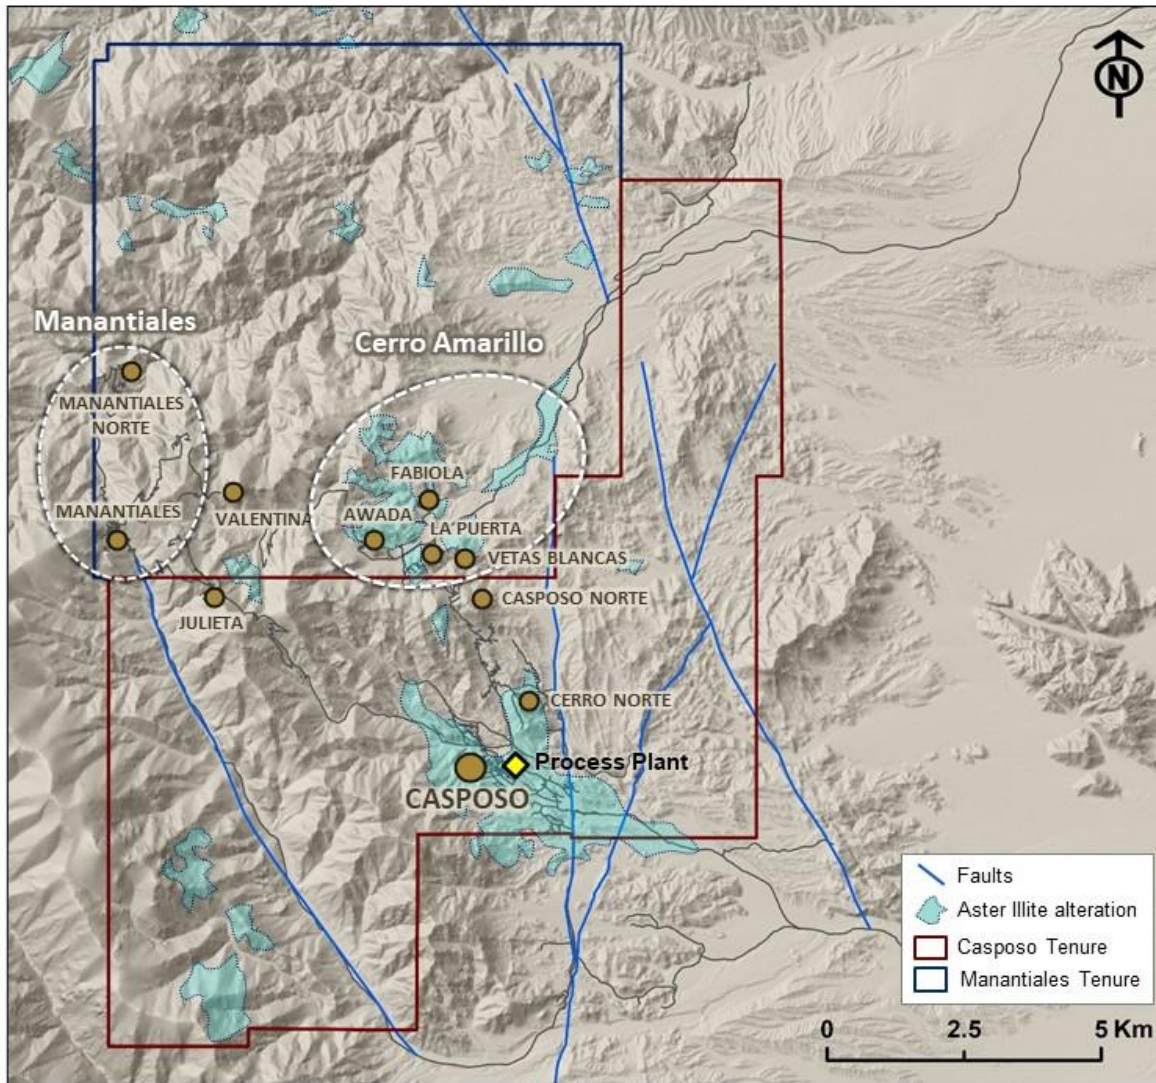 N
Manantiales
Cerro Amarillo
MANANTIALES
NORTE
FABIOLA
MANANTIALES
VALENTINA
AWADA
LA PUERTA
VETAS BLANCAS
CASPOSO NORTE
JULIETA
CERRO NORTE
Process Plant
CASPOSO
Faults
Aster Illite alteration
Casposo Tenure
Manantiales Tenure
0 2.5 5 Km